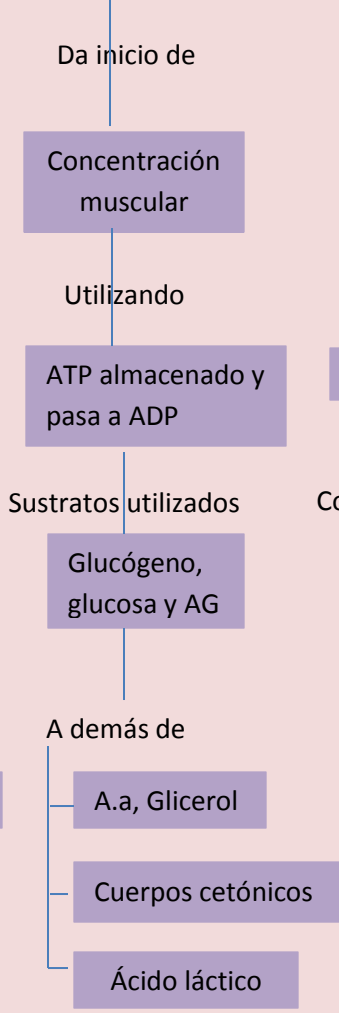 Da inicio de
Concentración
muscular
Utilizando
ATP almacenado y
pasa a ADP
Sustratos utilizados
Glucógeno,
glucosa y AG
A demás de
A.a, Glicerol
Cuerpos cetónicos
Ácido láctico